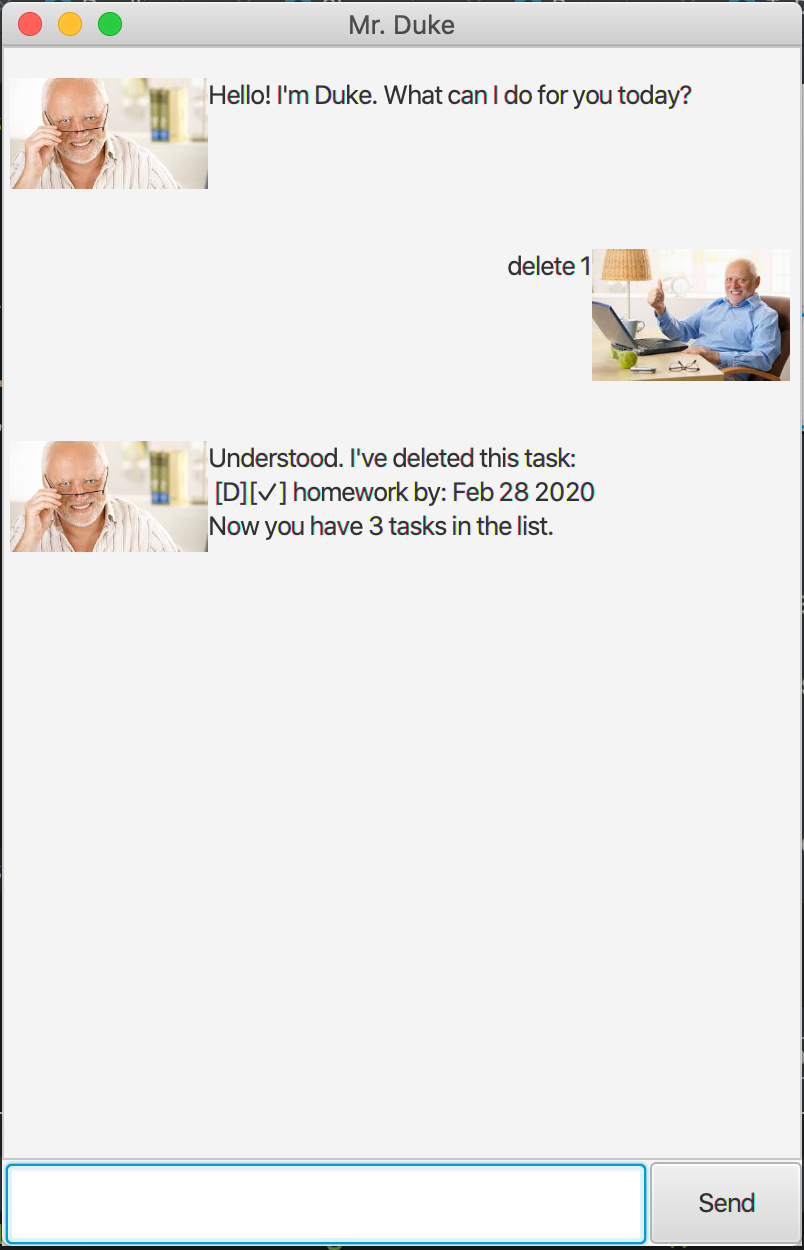 Mr. Duke
Hello! I'm Duke. What can I do for you today?
delete 1
Understood. I've deleted this task:
[D][✓] homework by: Feb 28 2020
Now you have 3 tasks in the list.
Send